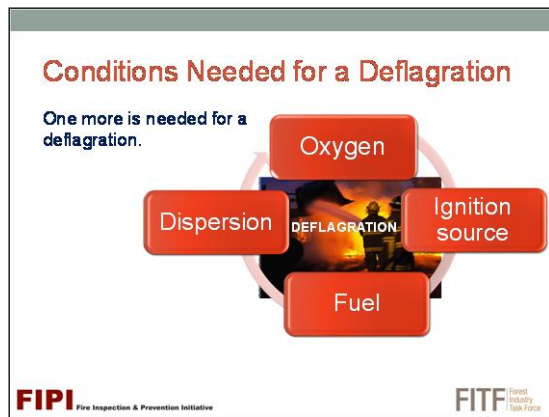 Conditions Needed for a Deflagration
One more is needed for a
deflagration.
Oxygen
Dispersion
DEFLAGRATION
Ignition
source
Fuel
FIPI Fire Inspection & Prevention Initiative
FITF Forest
Industry
Task Force